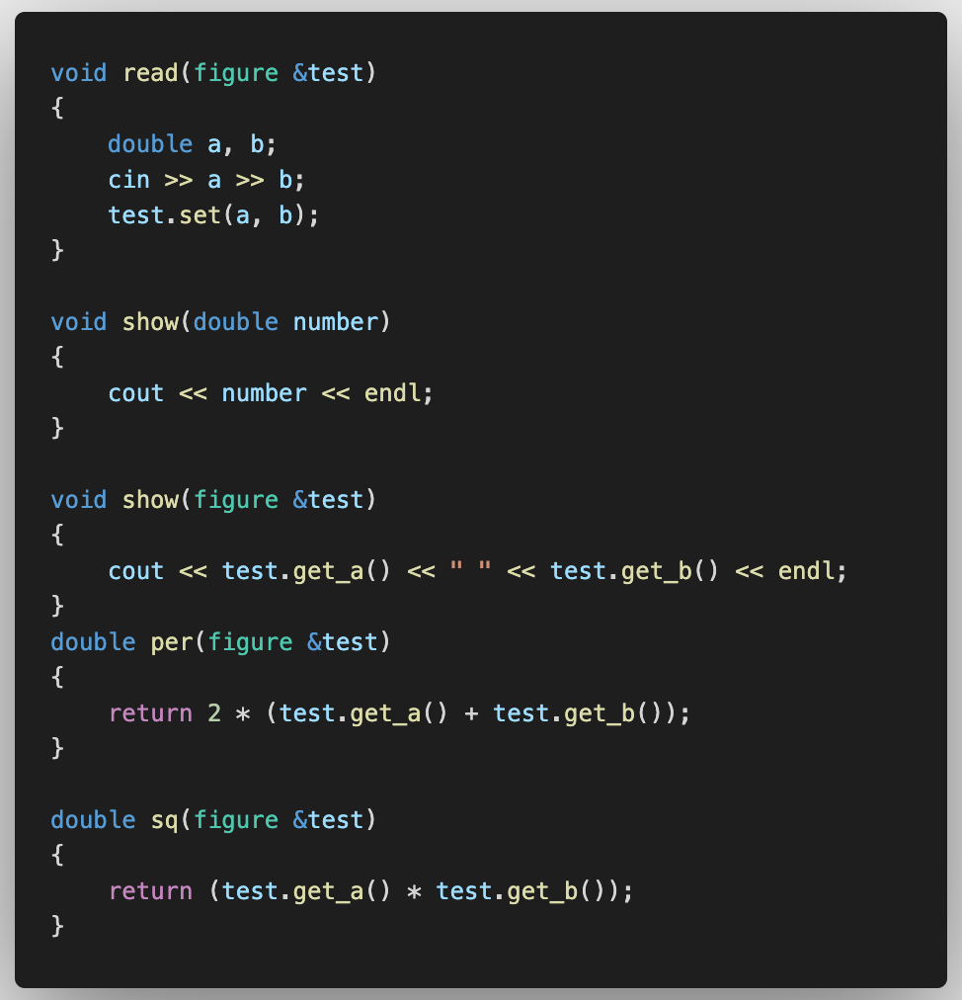 void read(figure &test)
{
    double a, b;
    cin >> a >> b;
    test.set(a, b);
}

void show(double number)
{
    cout << number << endl;
}

void show(figure &test)
{
    cout << test.get_a() << " " << test.get_b() << endl;
}
double per(figure &test)
{
    return 2 * (test.get_a() + test.get_b());
}

double sq(figure &test)
{
    return (test.get_a() * test.get_b());
}